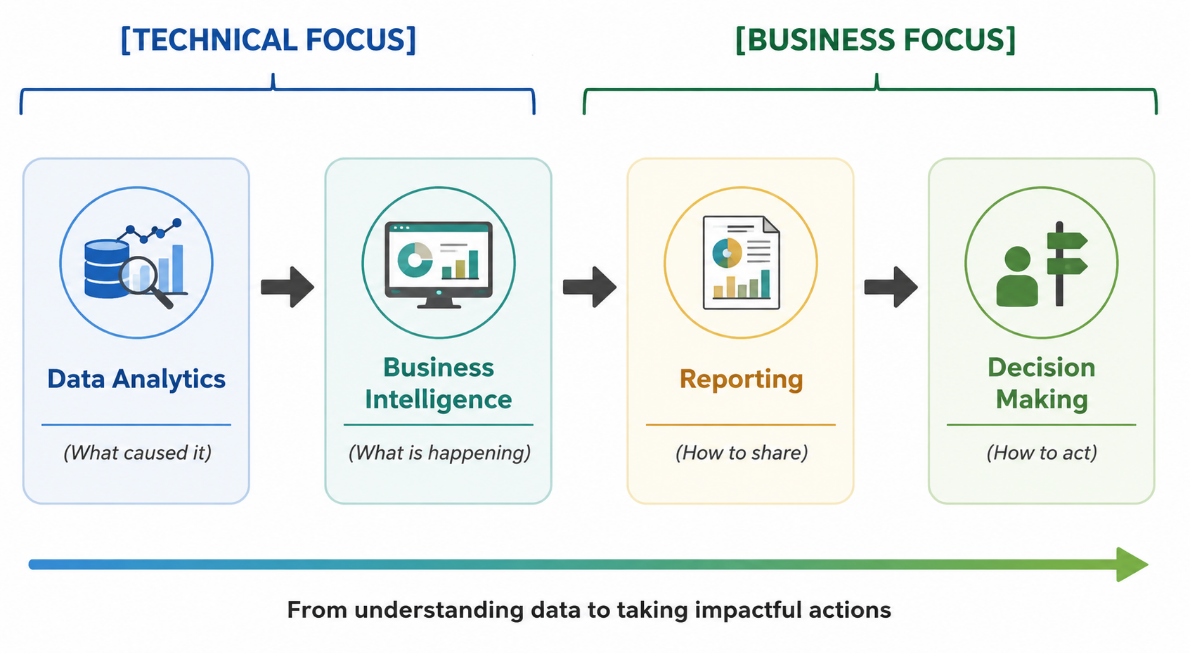 [TECHNICAL FOCUS]
[BUSINESS FOCUS]
Data Analytics
(What caused it)
Business
Intelligence
(What is happening)
Reporting
(How to share)
Decision
Making
(How to act)
From understanding data to taking impactful actions